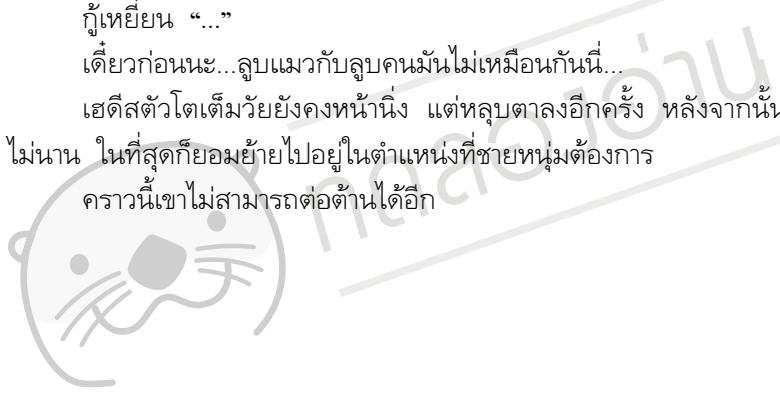 กู้เหยี่ยน “...”
เดี๋ยวก่อนนะ...ลูบแมวกับลูบคนมันไม่เหมือนกันนี่...
เฮดีสตัวโตเต็มวัยยังคงหน้านิ่ง แต่หลุบตาลงอีกครั้ง หลังจากนั้น
ไม่นาน ในที่สุดก็ยอมย้ายไปอยู่ในตำแหน่งที่ชายหนุ่มต้องการ
คราวนี้เขาไม่สามารถต่อต้านได้อีก
ทดลองอ่าน